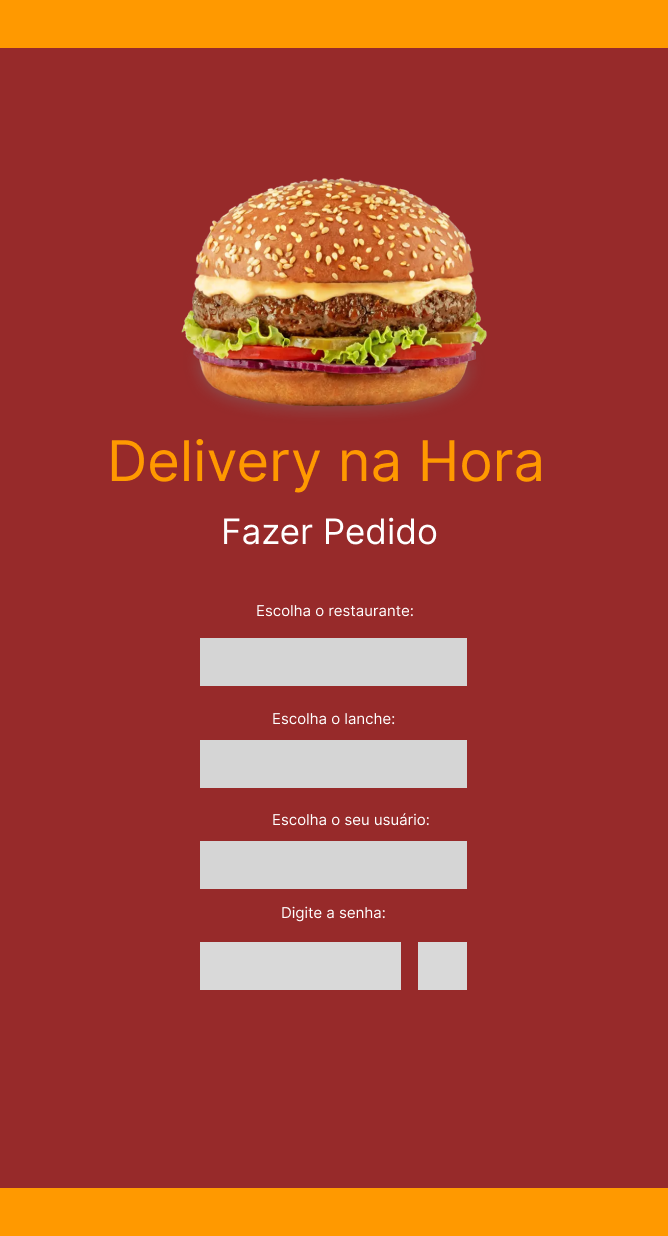 Delivery na Hora
Fazer Pedido
Escolha o restaurante:
Escolha o lanche:
Escolha o seu usuário:
Digite a senha: